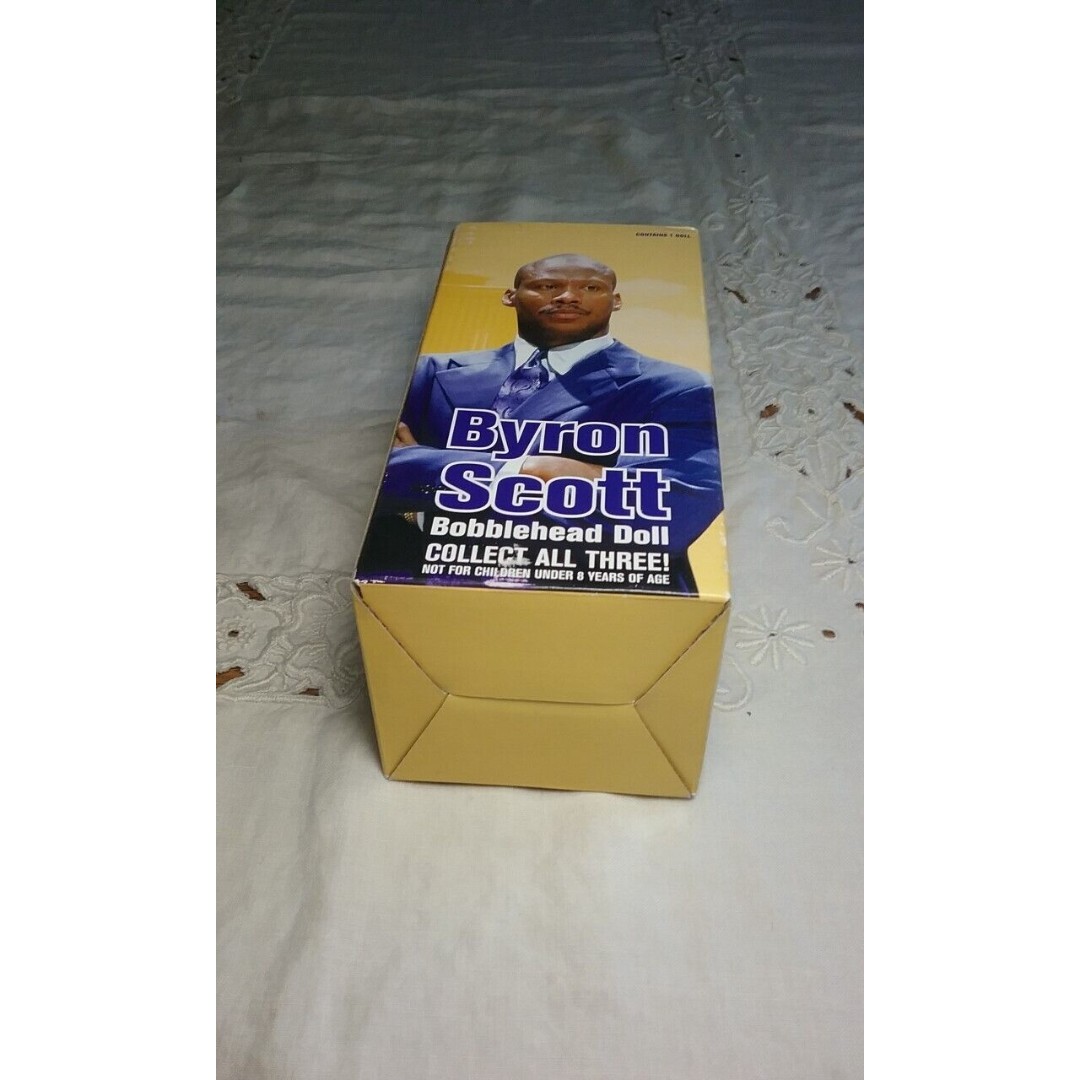 CONTAINS 1 DOLL
Byron
Scott
Bobblehead Doll
COLLECT ALL THREE!
NOT FOR CHILDREN UNDER 8 YEARS OF AGE